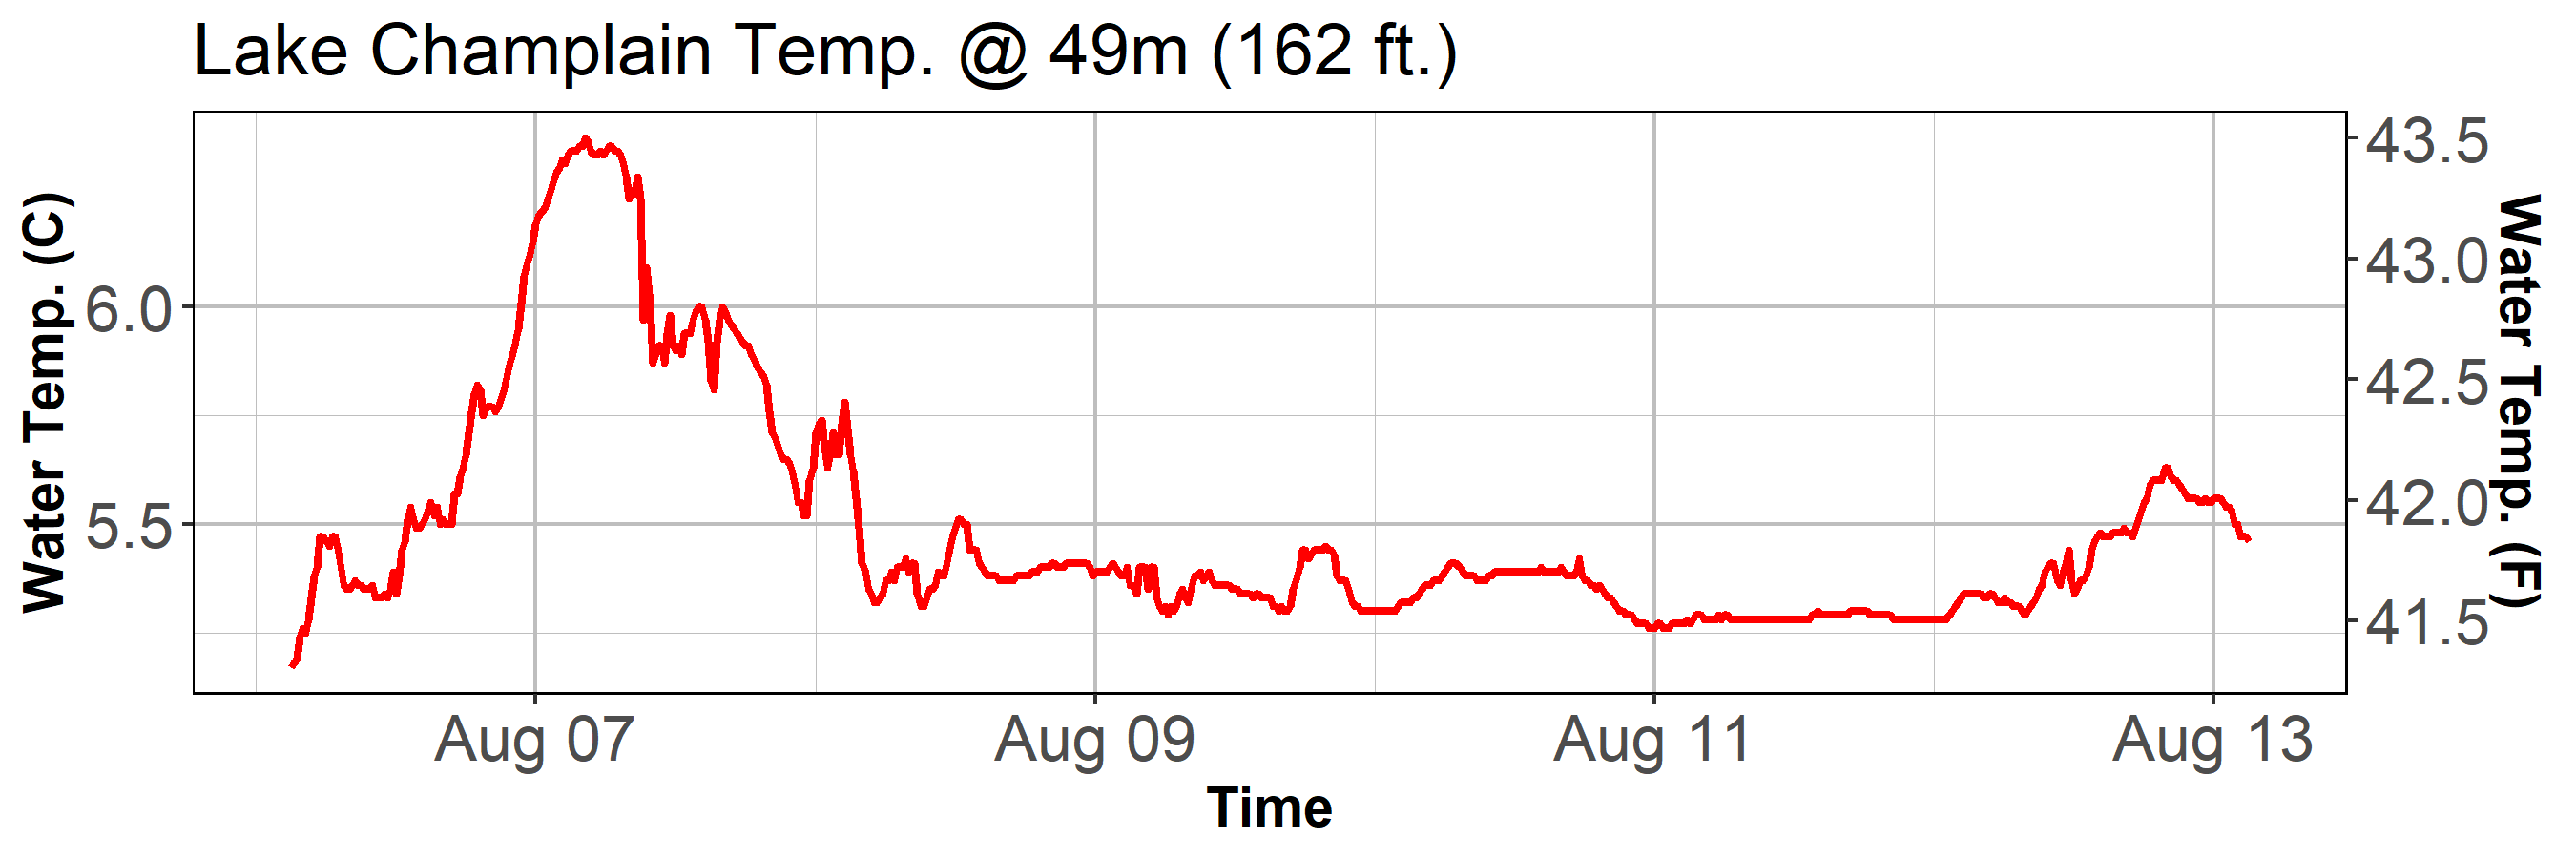 Lake Champlain Temp. @ 49m (162 ft.)
Water Temp. (C)
6.0
5.5
43.5
43.0
42.5
42.0
41.5
Water Temp. (F)
Aug 07 Aug 09 Aug 11 Aug 13
Time